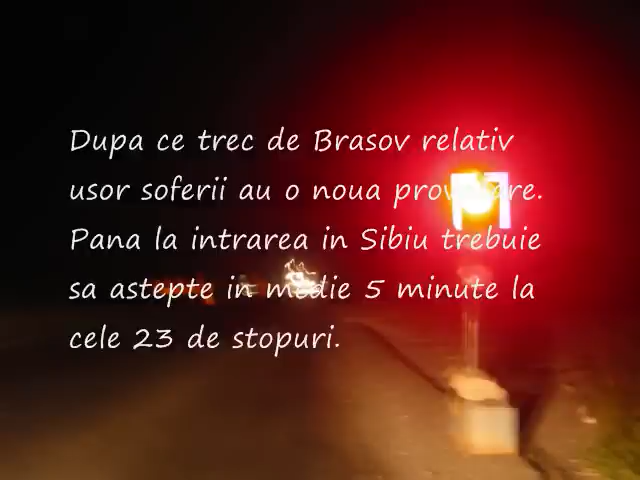 Dupa ce trec de Brasov relativ
usor soferii au o noua provocare.
Pana la intrarea in Sibiu trebuie
sa astepte in medie 5 minute la
cele 23 de stopuri.